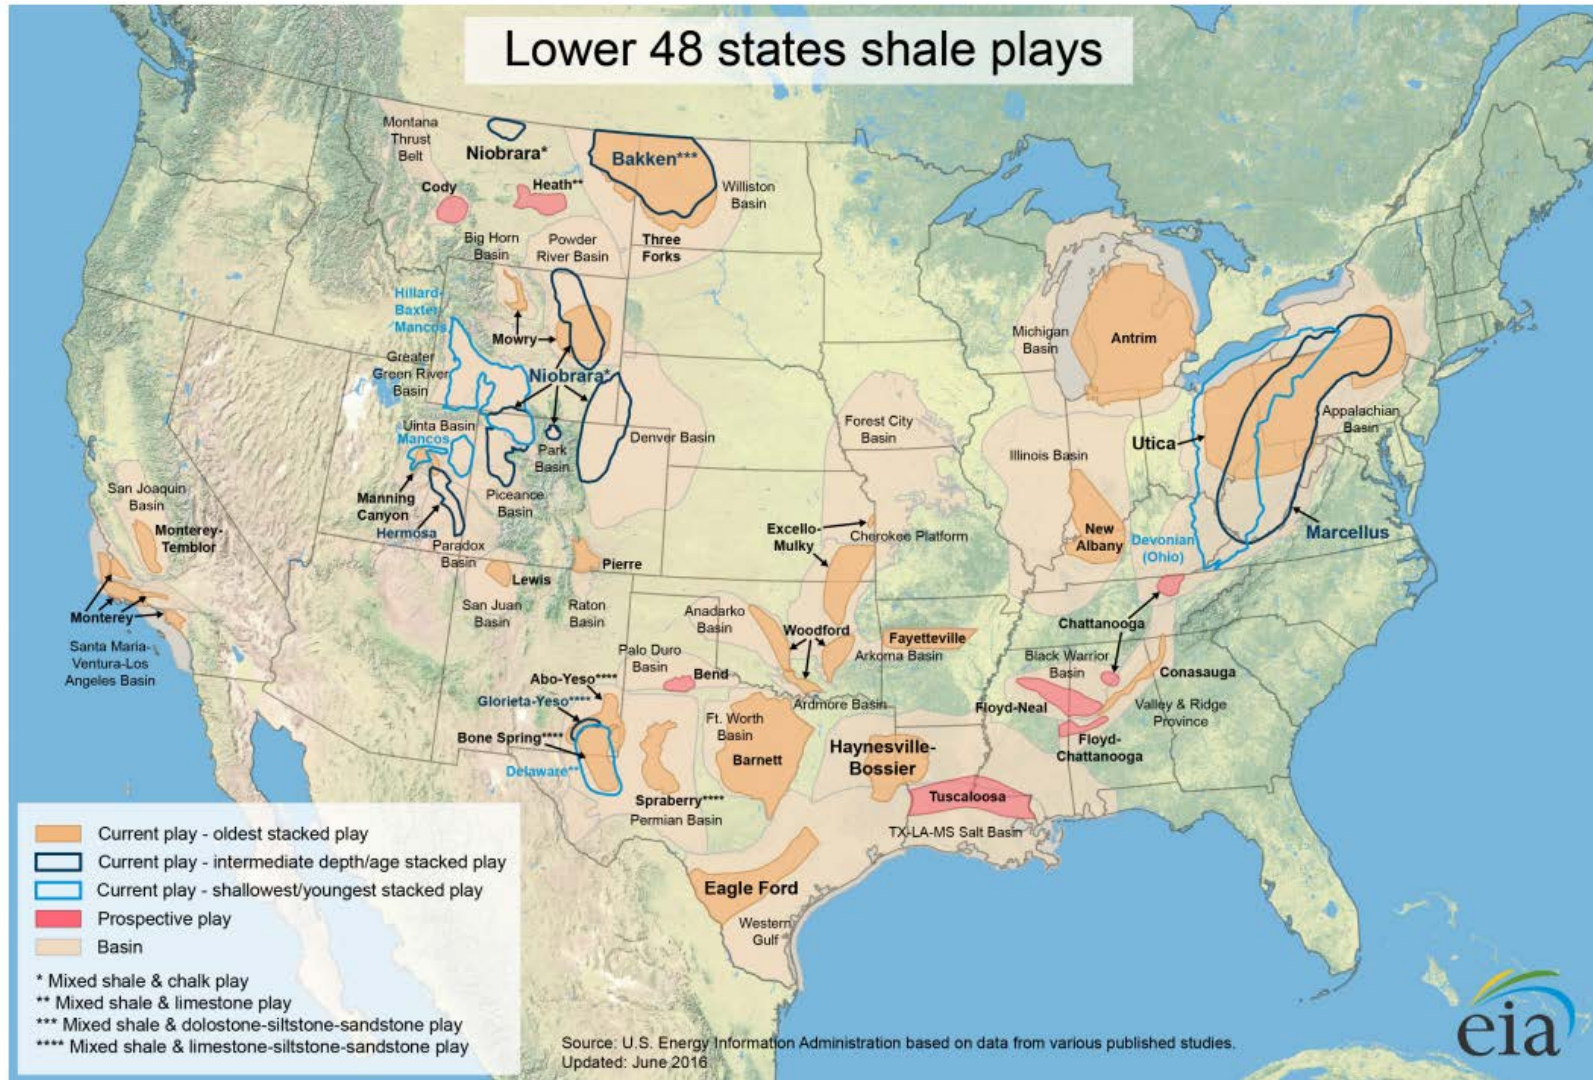 Lower 48 states shale plays
Montana
Thrust
Belt
Niobrara*
Bakken***
Cody
Heath**
Williston
Basin
Big Horn
Basin
Powder
River Basin
Three
Forks
Hillard-
Baxter-
Mancos
Mowry
Greater
Green River
Basin
Niobrara*
Michigan
Basin
Antrim
Uinta Basin
Mancos
Park
Basin
Denver Basin
Forest City
Basin
Illinois Basin
Utica
Appalachian
Basin
San Joaquin
Basin
Monterey-
Temblor
Manning
Canyon
Hermosa
Piceance
Basin
Paradox
Basin
Excello-
Mulky
Cherokee Platform
New
Albany
Devonian
(Ohio)
Marcellus
Pierre
Lewis
San Juan
Basin
Raton
Basin
Monterey
Santa Maria-
Ventura-Los
Angeles Basin
Anadarko
Basin
Woodford
Fayetteville
Arkoma Basin
Chattanooga
Black Warrior
Basin
Conasauga
Palo Duro
Basin
Bend
Abo-Yeso****
Glorieta-Yeso****
Bone Spring****
Delaware**
Ardmore Basin
Ft. Worth
Basin
Barnett
Floyd-Neal
Valley & Ridge
Province
Floyd-
Chattanooga
Haynesville-
Bossier
Spraberry****
Permian Basin
Tuscaloosa
TX-LA-MS Salt Basin
Eagle Ford
Western
Gulf
Current play - oldest stacked play
Current play - intermediate depth/age stacked play
Current play - shallowest/youngest stacked play
Prospective play
Basin
* Mixed shale & chalk play
** Mixed shale & limestone play
*** Mixed shale & dolostone-siltstone-sandstone play
**** Mixed shale & limestone-siltstone-sandstone play
Source: U.S. Energy Information Administration based on data from various published studies.
Updated: June 2016
eia